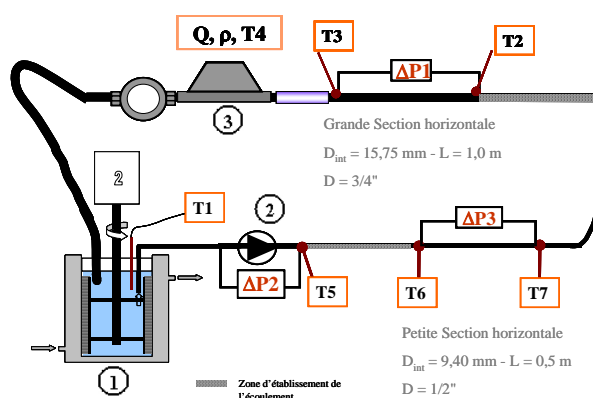 Q, ρ, T4
T3
T2
ΔP1
3
Grande Section horizontale
D_int = 15,75 mm - L = 1,0 m
D = 3/4"
2
T1
2
ΔP3
ΔP2
T5
T6
T7
Petite Section horizontale
D_int = 9,40 mm - L = 0,5 m
D = 1/2"
1
Zone d'établissement de
l'écoulement